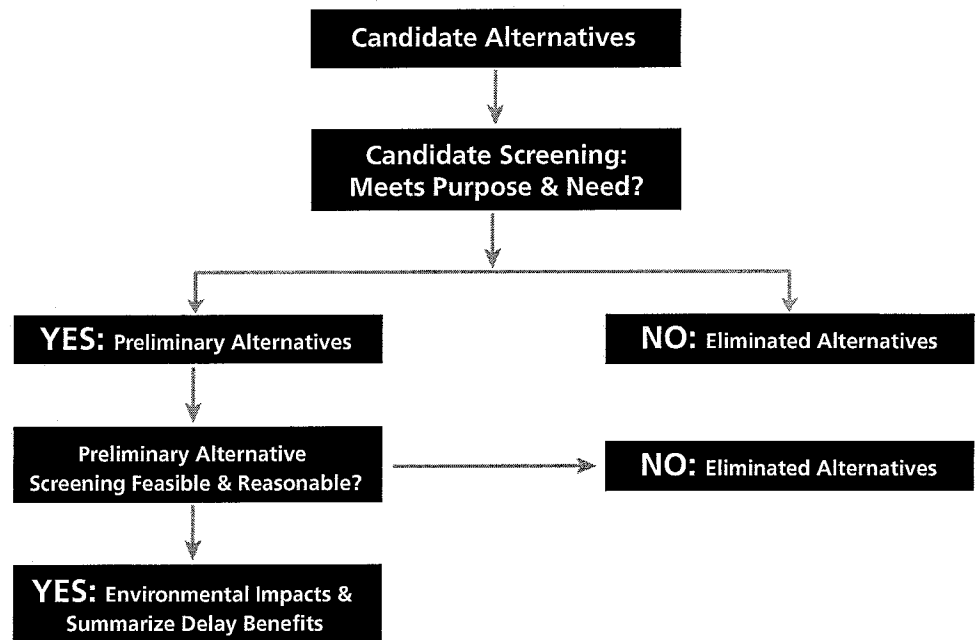 Candidate Alternatives
Candidate Screening:
Meets Purpose & Need?
YES: Preliminary Alternatives
NO: Eliminated Alternatives
Preliminary Alternative
Screening Feasible & Reasonable?
NO: Eliminated Alternatives
YES: Environmental Impacts &
Summarize Delay Benefits